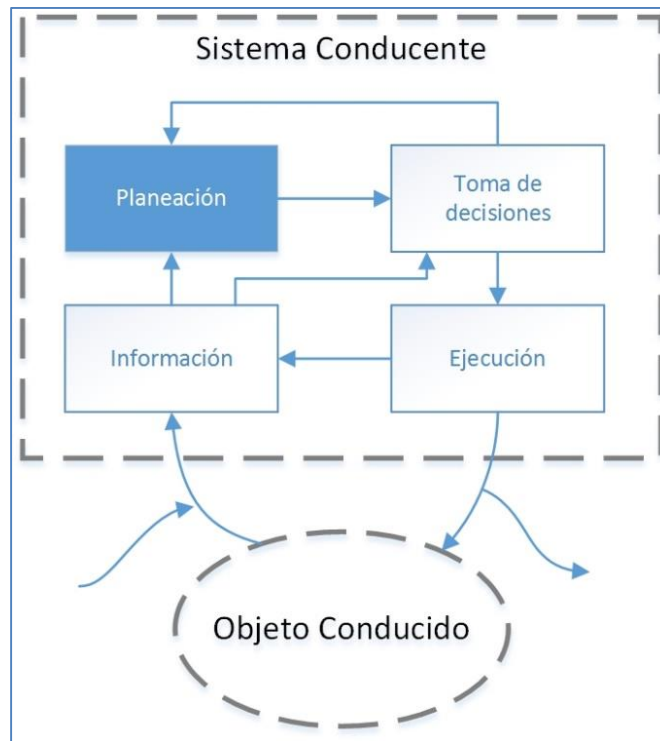 Sistema Conducente
Planeación
Toma de
decisiones
Información
Ejecución
Objeto Conducido